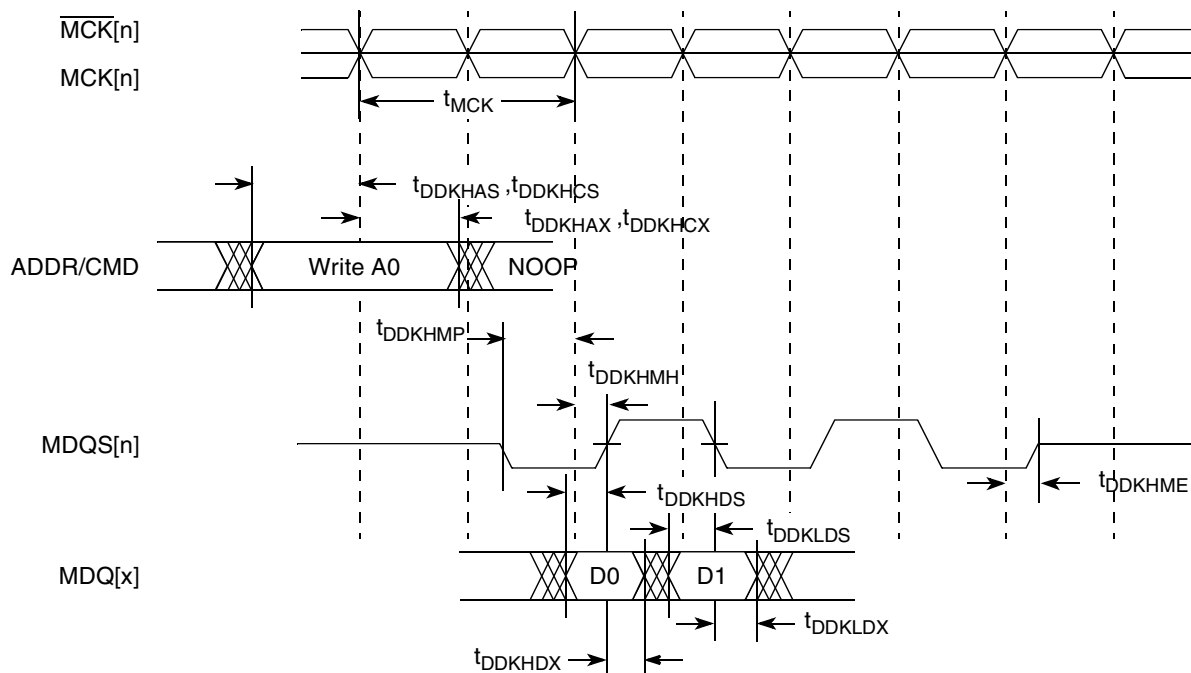 MCK[n]
MCK[n]
tMCK
tDDKHAS ,tDDKHCS
tDDKHAX ,tDDKHCX
ADDR/CMD
Write A0
NOOP
tDDKHMP
tDDKHMH
MDQS[n]
tDDKHDS
tDDKHME
tDDKLDS
MDQ[x]
D0
D1
tDDKLDX
tDDKHDX